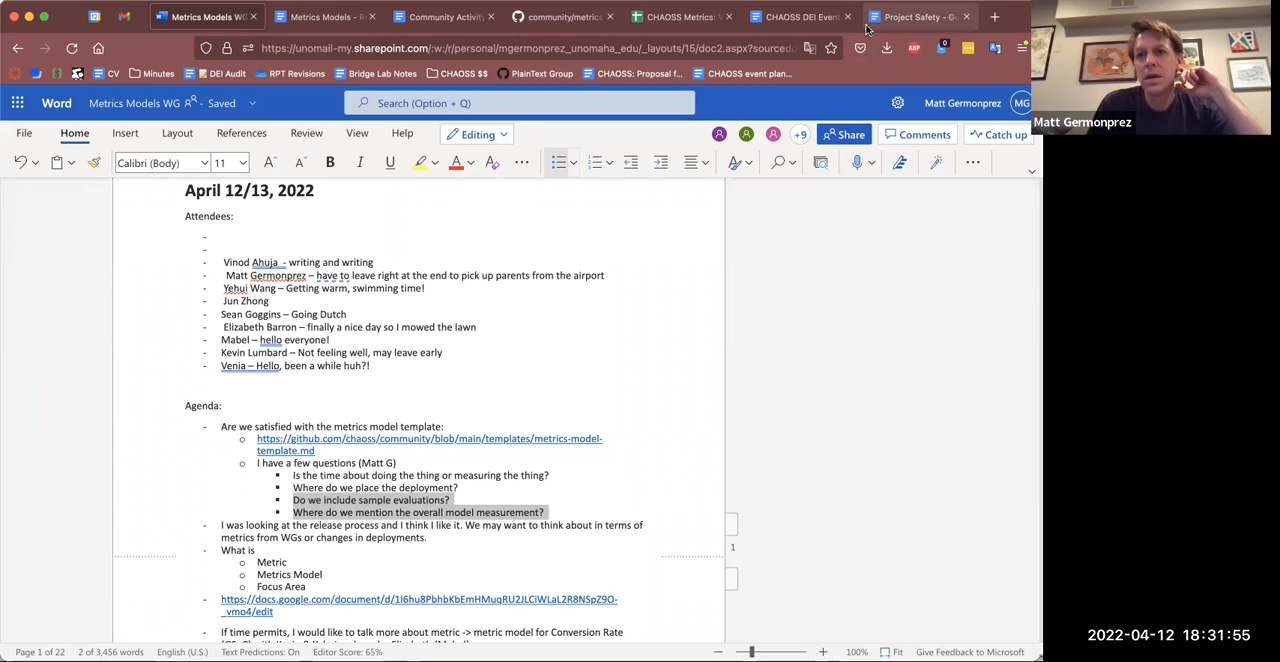 Metrics Models WG
Metrics Models - R
Community Activity
community/metrics
CHAOSS Metrics: V
CHAOSS DEI Event
Project Safety - G
https://unomail-my.sharepoint.com/:w:/r/personal/mgermonprez_unomaha_edu/_layouts/15/doc2.aspx?sourced
ABP
0
CV
Minutes
DEI Audit
RPT Revisions
Bridge Lab Notes
CHAOSS $$
PlainText Group
CHAOSS: Proposal f...
CHAOSS event plan...
Word
Metrics Models WG - Saved
Search (Option + Q)
Matt Germonprez
MG
Matt Germonprez
File
Home
Insert
Layout
References
Review
View
Help
Editing
+9
Share
Comments
Catch up
Calibri (Body)
11
April 12/13, 2022
Attendees:
-
-
- Vinod Ahuja - writing and writing
- Matt Germonprez – have to leave right at the end to pick up parents from the airport
- Yehui Wang – Getting warm, swimming time!
- Jun Zhong
- Sean Goggins – Going Dutch
- Elizabeth Barron – finally a nice day so I mowed the lawn
- Mabel – hello everyone!
- Kevin Lumbard – Not feeling well, may leave early
- Venia – Hello, been a while huh?!
Agenda:
- Are we satisfied with the metrics model template:
o https://github.com/chaoss/community/blob/main/templates/metrics-model-
template.md
o I have a few questions (Matt G)
▪ Is the time about doing the thing or measuring the thing?
▪ Where do we place the deployment?
▪ Do we include sample evaluations?
▪ Where do we mention the overall model measurement?
- I was looking at the release process and I think I like it. We may want to think about in terms of
metrics from WGs or changes in deployments.
- What is
o Metric
o Metrics Model
o Focus Area
- https://docs.google.com/document/d/1I6hu8PbhbKbEmHMuqRU2JLCiWLaL2R8NSpZ9O-
_vmo4/edit
- If time permits, I would like to talk more about metric -> metric model for Conversion Rate
1
Page 1 of 22
2 of 3,456 words
English (U.S.)
Text Predictions: On
Editor Score: 65%
100%
Fit
Give Feedback to Microsoft
2022-04-12 18:31:55